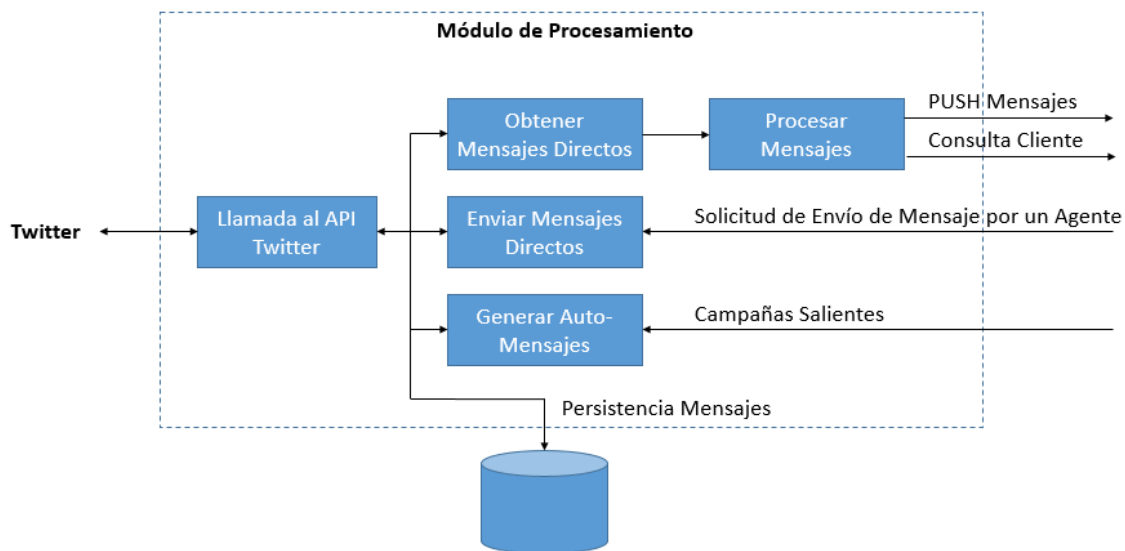 Módulo de Procesamiento
PUSH Mensajes
Obtener
Mensajes Directos
Procesar
Mensajes
Consulta Cliente
Twitter
Llamada al API
Twitter
Enviar Mensajes
Directos
Solicitud de Envío de Mensaje por un Agente
Generar Auto-
Mensajes
Campañas Salientes
Persistencia Mensajes